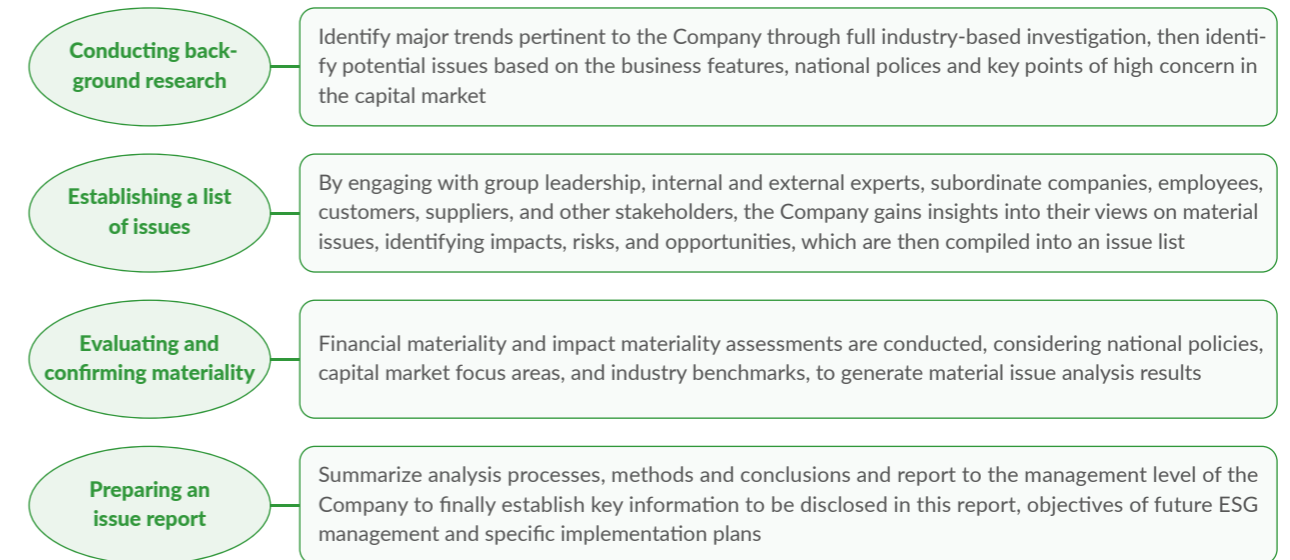 Conducting back-
ground research
Identify major trends pertinent to the Company through full industry-based investigation, then identi-
fy potential issues based on the business features, national polices and key points of high concern in
the capital market
Establishing a list
of issues
By engaging with group leadership, internal and external experts, subordinate companies, employees,
customers, suppliers, and other stakeholders, the Company gains insights into their views on material
issues, identifying impacts, risks, and opportunities, which are then compiled into an issue list
Evaluating and
confirming materiality
Financial materiality and impact materiality assessments are conducted, considering national policies,
capital market focus areas, and industry benchmarks, to generate material issue analysis results
Preparing an
issue report
Summarize analysis processes, methods and conclusions and report to the management level of the
Company to finally establish key information to be disclosed in this report, objectives of future ESG
management and specific implementation plans